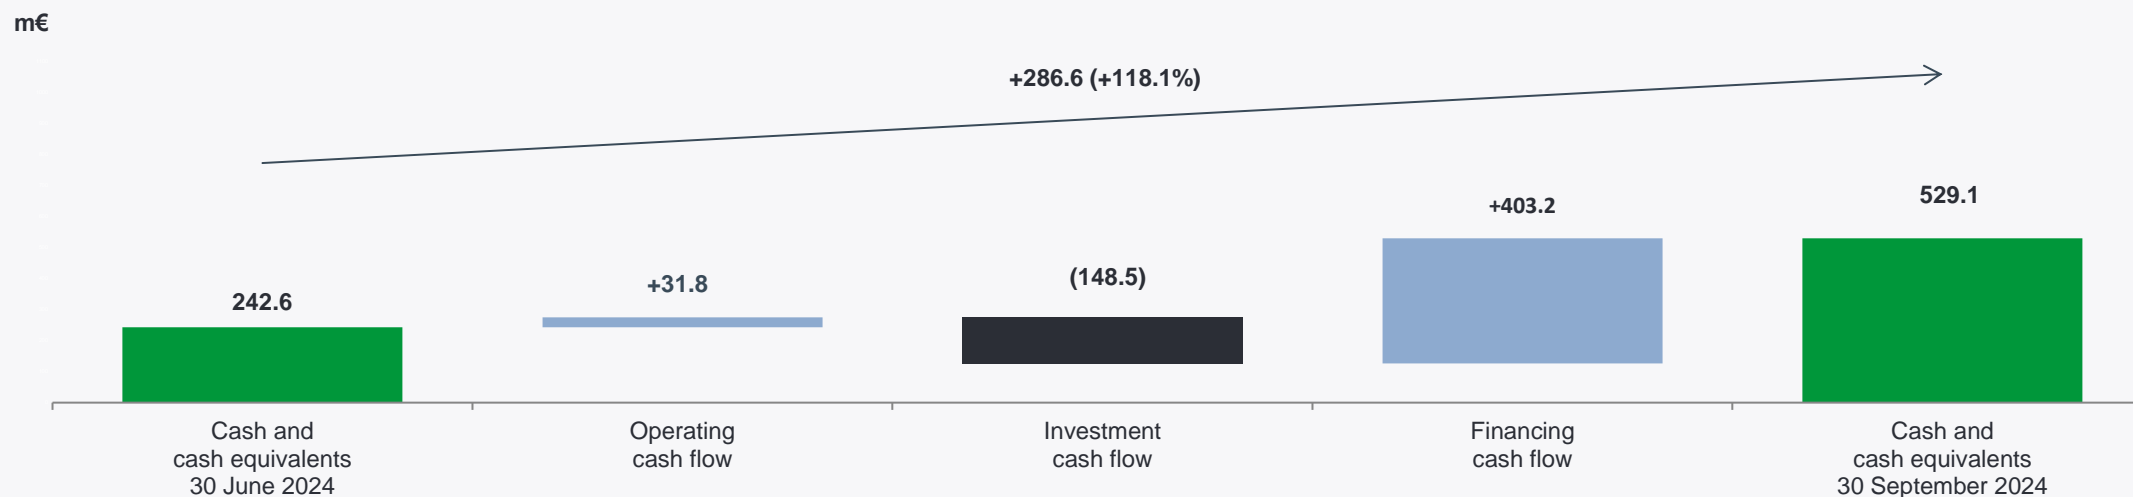 m€
+286.6 (+118.1%)
529.1
+403.2
(148.5)
+31.8
242.6
Cash and
cash equivalents
30 June 2024
Operating
cash flow
Investment
cash flow
Financing
cash flow
Cash and
cash equivalents
30 September 2024